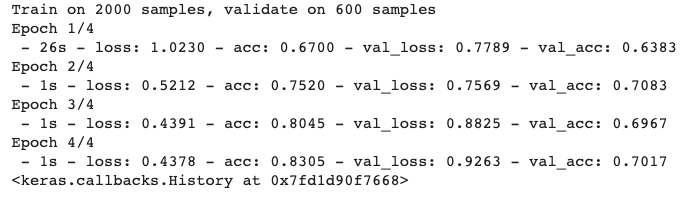 Train on 2000 samples, validate on 600 samples
Epoch 1/4
 - 26s - loss: 1.0230 - acc: 0.6700 - val_loss: 0.7789 - val_acc: 0.6383
Epoch 2/4
 - 1s - loss: 0.5212 - acc: 0.7520 - val_loss: 0.7569 - val_acc: 0.7083
Epoch 3/4
 - 1s - loss: 0.4391 - acc: 0.8045 - val_loss: 0.8825 - val_acc: 0.6967
Epoch 4/4
 - 1s - loss: 0.4378 - acc: 0.8305 - val_loss: 0.9263 - val_acc: 0.7017
<keras.callbacks.History at 0x7fd1d90f7668>